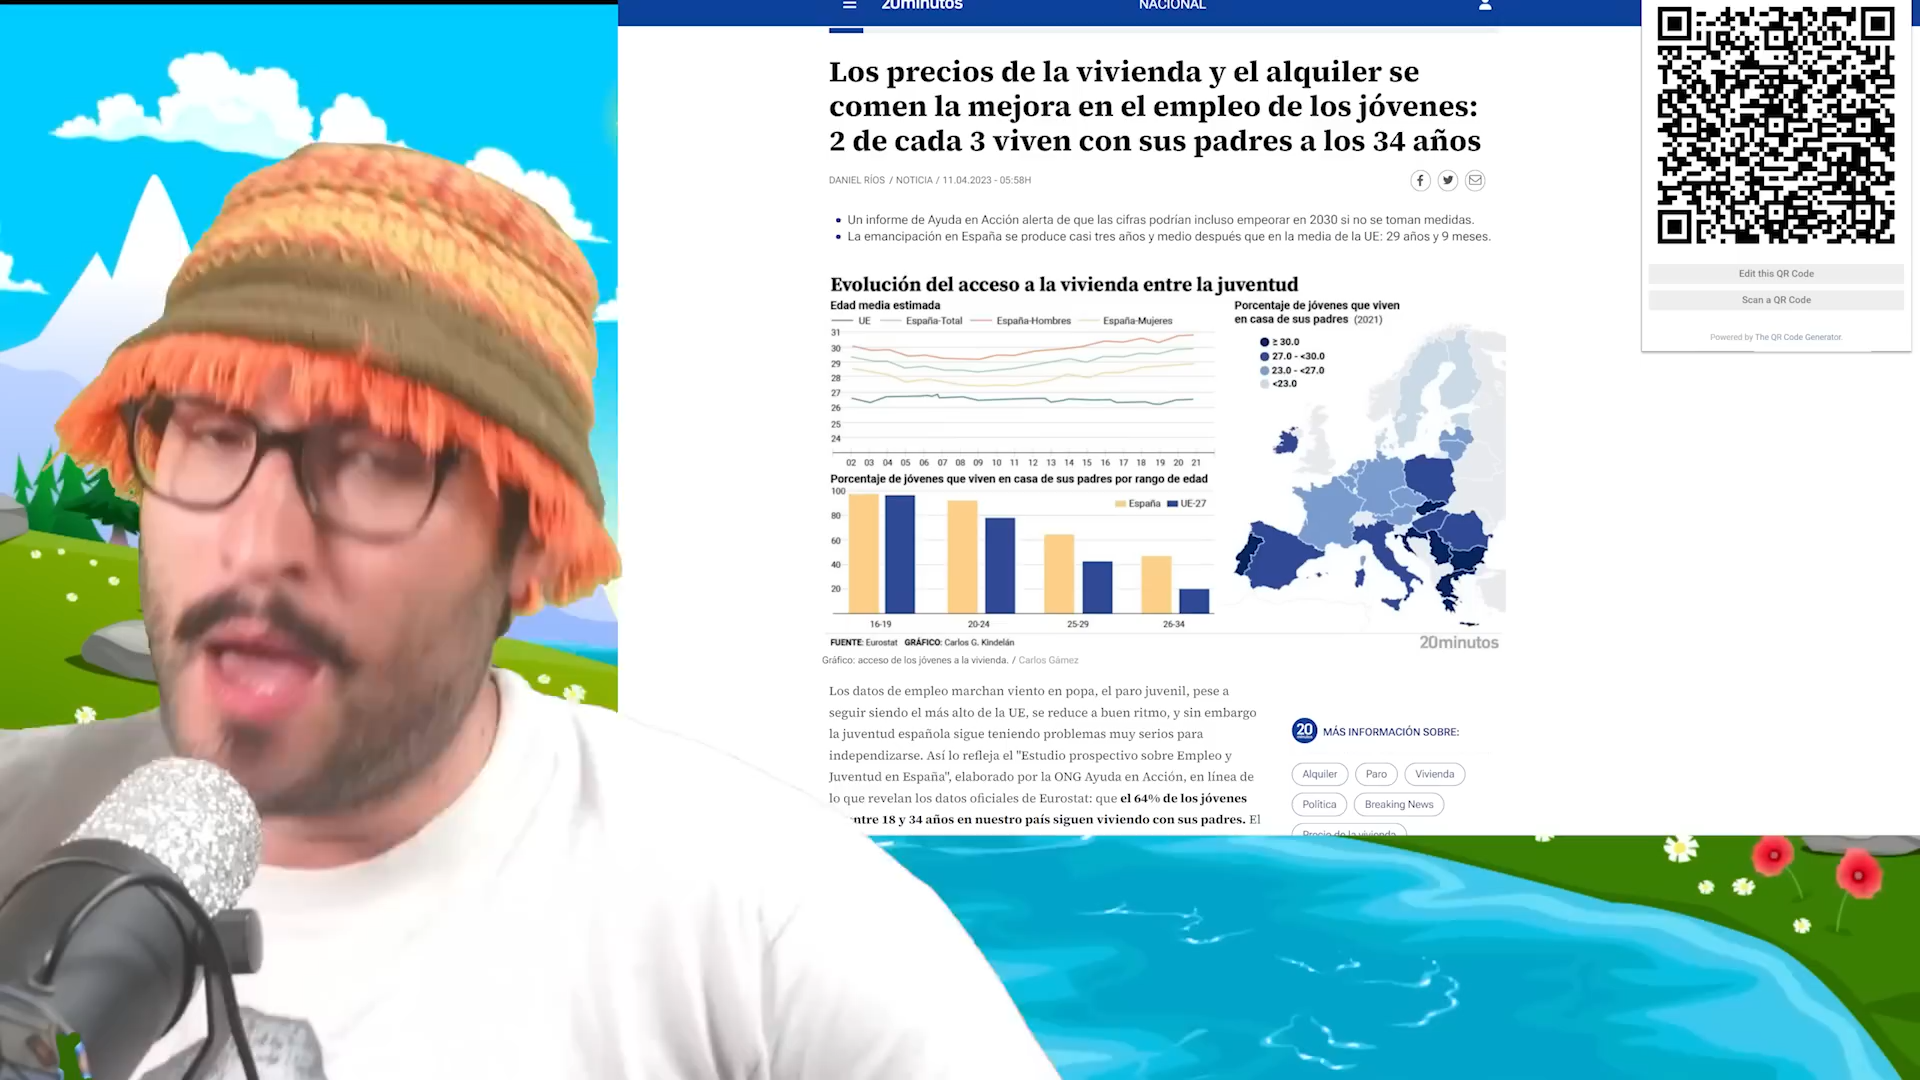 20minutos
NACIONAL
Los precios de la vivienda y el alquiler se
comen la mejora en el empleo de los jóvenes:
2 de cada 3 viven con sus padres a los 34 años
DANIEL RÍOS / NOTICIA / 11.04.2023 - 05:58H
Un informe de Ayuda en Acción alerta de que las cifras podrían incluso empeorar en 2030 si no se toman medidas.
La emancipación en España se produce casi tres años y medio después que en la media de la UE: 29 años y 9 meses.
Evolución del acceso a la vivienda entre la juventud
Edad media estimada
UE España-Total España-Hombres España-Mujeres
31
30
29
28
27
26
25
24
02 03 04 05 06 07 08 09 10 11 12 13 14 15 16 17 18 19 20 21
Porcentaje de jóvenes que viven en casa de sus padres por rango de edad
España UE-27
100
80
60
40
20
16-19 20-24 25-29 26-34
Porcentaje de jóvenes que viven
en casa de sus padres (2021)
≥ 30.0
27.0 - <30.0
23.0 - <27.0
<23.0
FUENTE: Eurostat GRÁFICO: Carlos G. Kindelán
20minutos
Gráfico: acceso de los jóvenes a la vivienda. / Carlos Gámez
Los datos de empleo marchan viento en popa, el paro juvenil, pese a
seguir siendo el más alto de la UE, se reduce a buen ritmo, y sin embargo
la juventud española sigue teniendo problemas muy serios para
independizarse. Así lo refleja el "Estudio prospectivo sobre Empleo y
Juventud en España", elaborado por la ONG Ayuda en Acción, en línea de
lo que revelan los datos oficiales de Eurostat: que el 64% de los jóvenes
entre 18 y 34 años en nuestro país siguen viviendo con sus padres. El
20 MÁS INFORMACIÓN SOBRE:
Alquiler Paro Vivienda
Política Breaking News
Precio de la vivienda
Edit this QR Code
Scan a QR Code
Powered by The QR Code Generator.